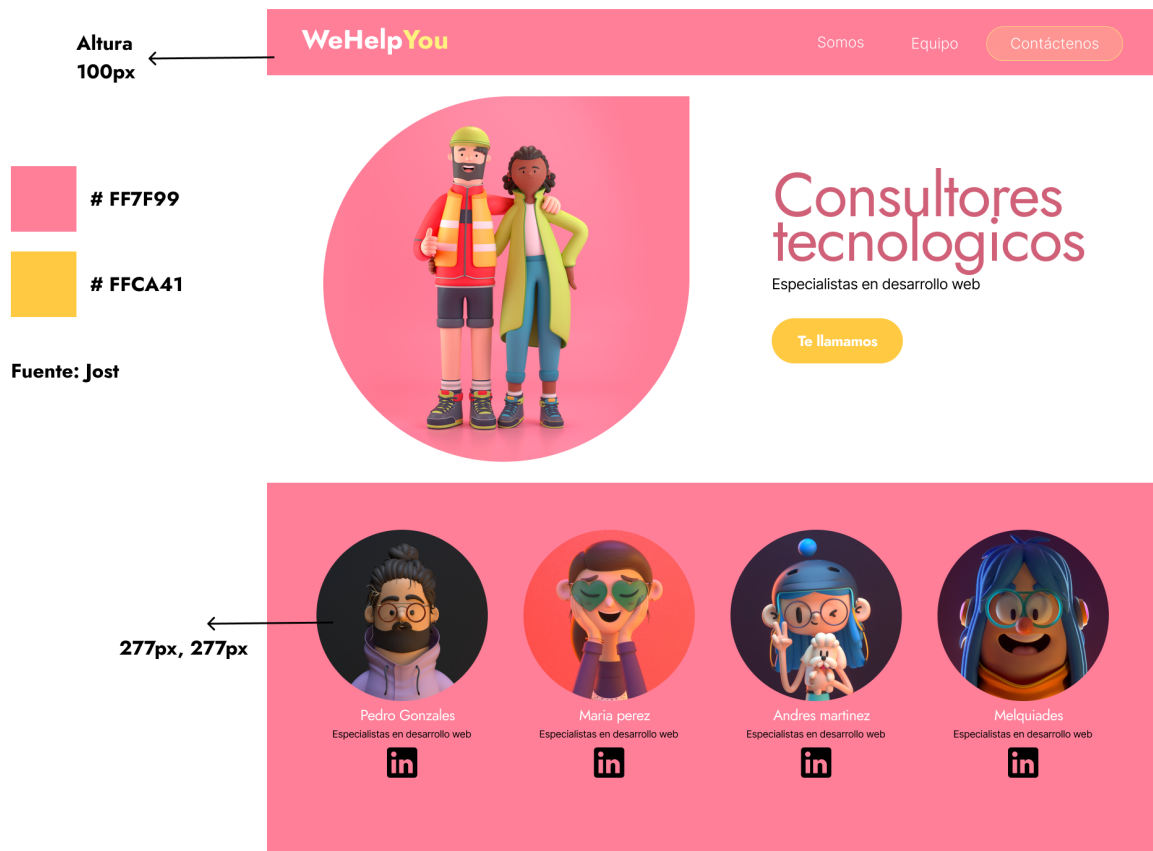 Altura
100px
WeHelpYou
Somos
Equipo
Contáctenos
# FF7F99
# FFCA41
Fuente: Jost
Consultores
tecnologicos
Especialistas en desarrollo web
Te llamamos
277px, 277px
Pedro Gonzales
Especialistas en desarrollo web
in
Maria perez
Especialistas en desarrollo web
in
Andres martinez
Especialistas en desarrollo web
in
Melquiades
Especialistas en desarrollo web
in